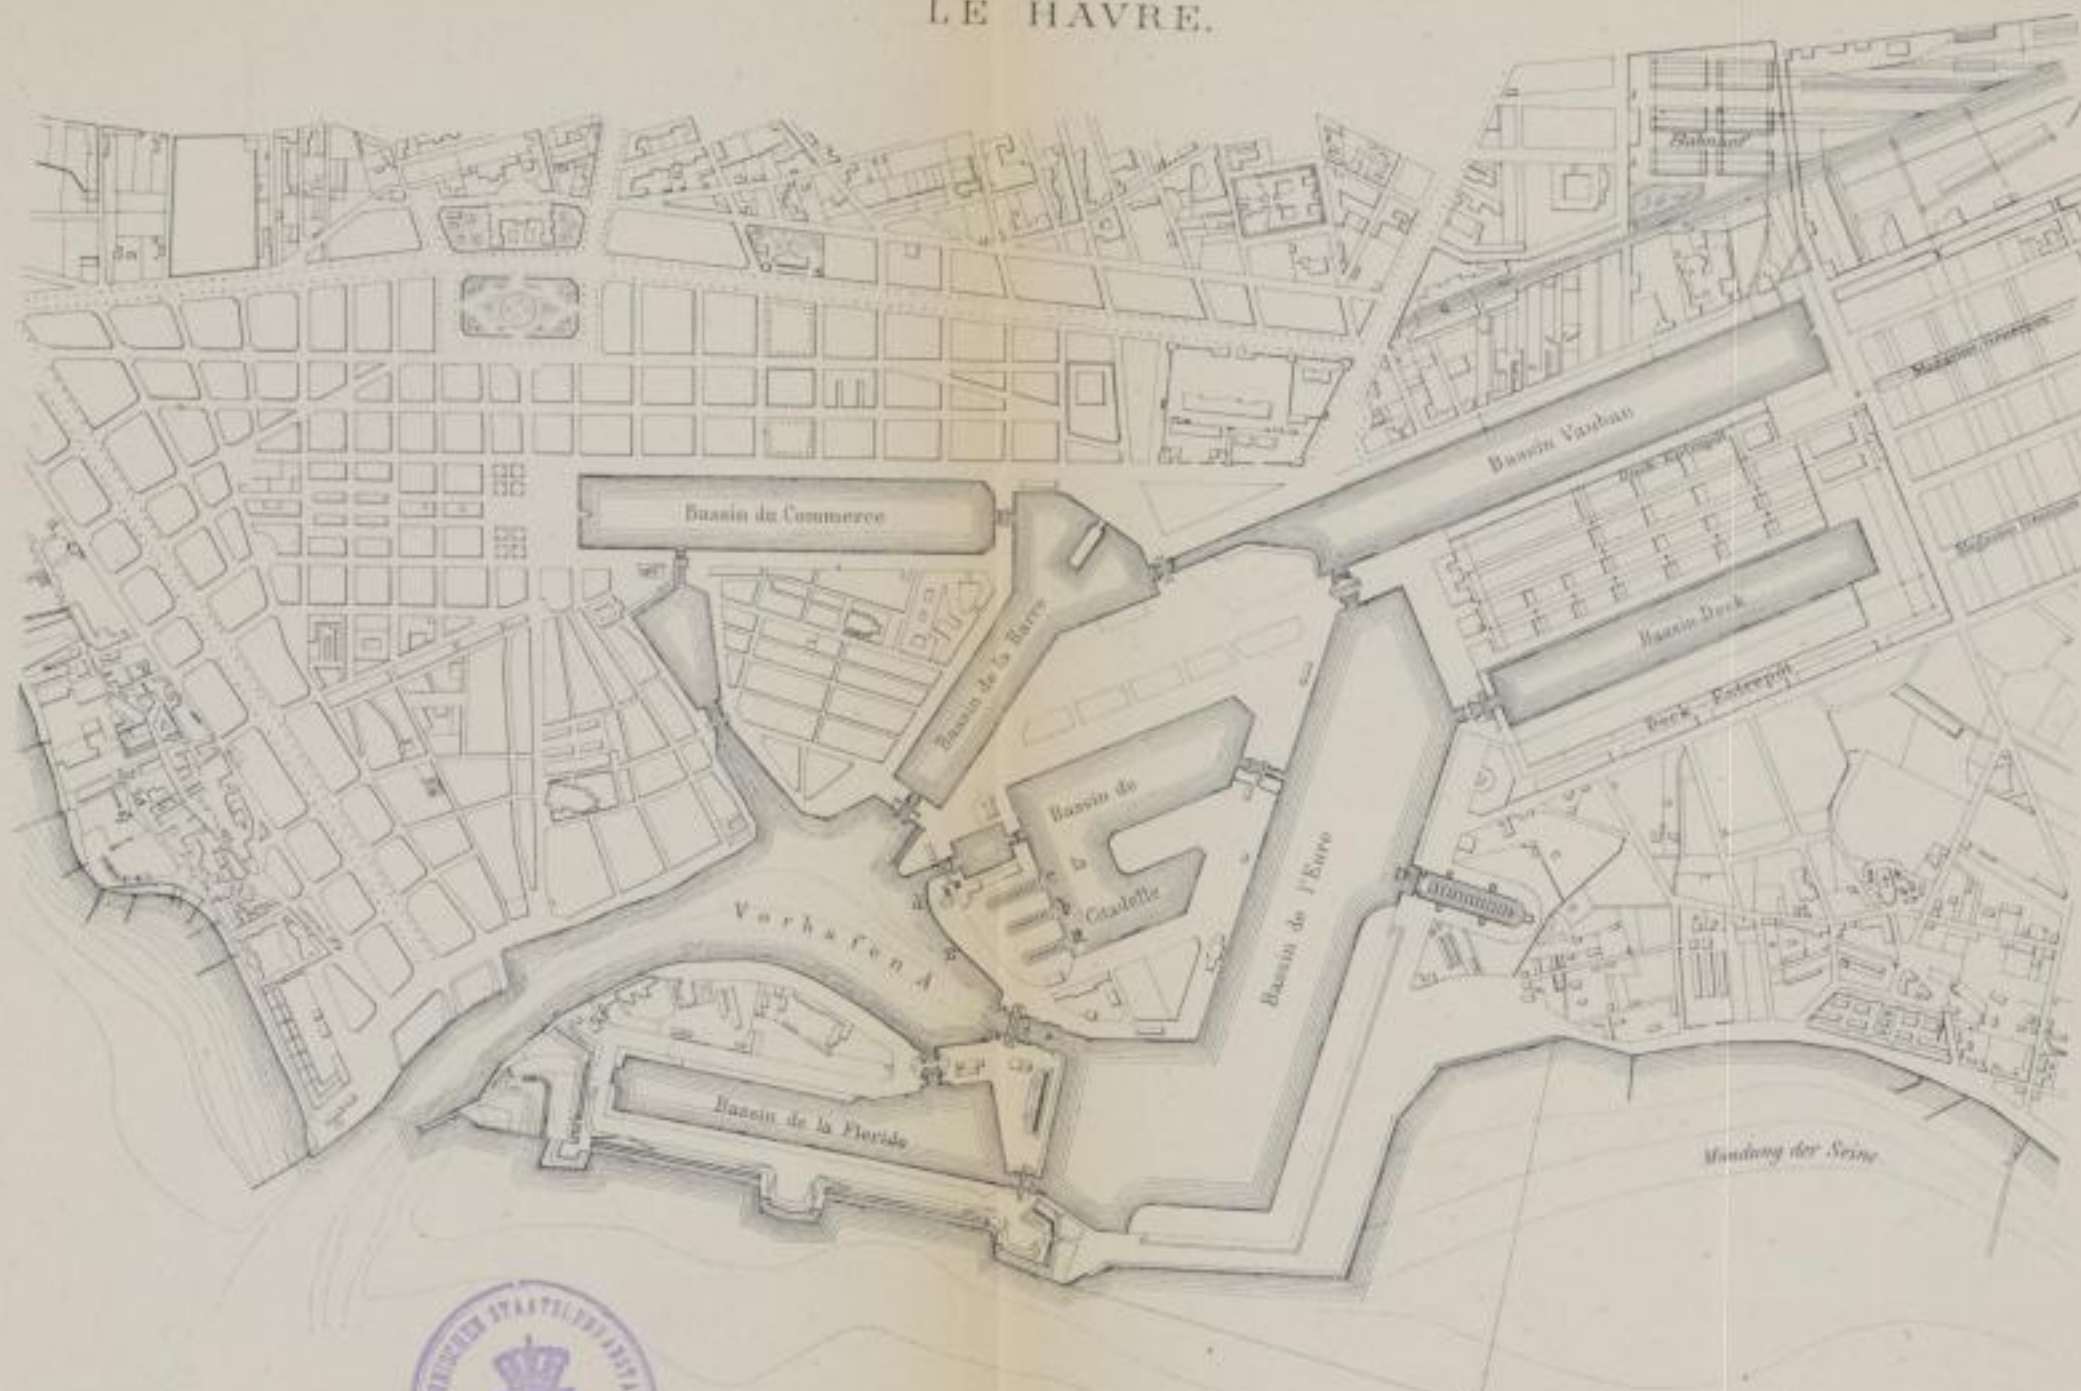 LE HAVRE.
Bahnhof
Bassin Vauban
Dock Entrepôt
Bassin du Commerce
Bassin Dock
Bassin de la Barre
Dock Entrepôt
Bassin de
la
Citadelle
Bassin de l'Eure
Vorhafen A
Bassin de la Floride
Mündung der Seine